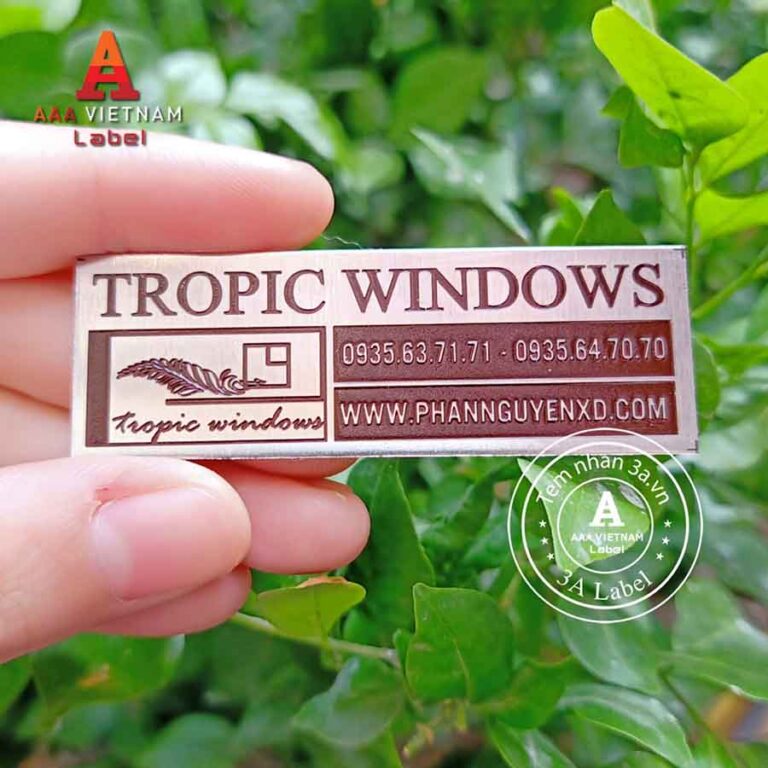 A
AAA VIETNAM
Label
TROPIC WINDOWS
tropic windows
0935.63.71.71 - 0935.64.70.70
WWW.PHANNGUYENXD.COM
Tem nhãn 3a.vn
A
AAA VIETNAM
Label
3A Label